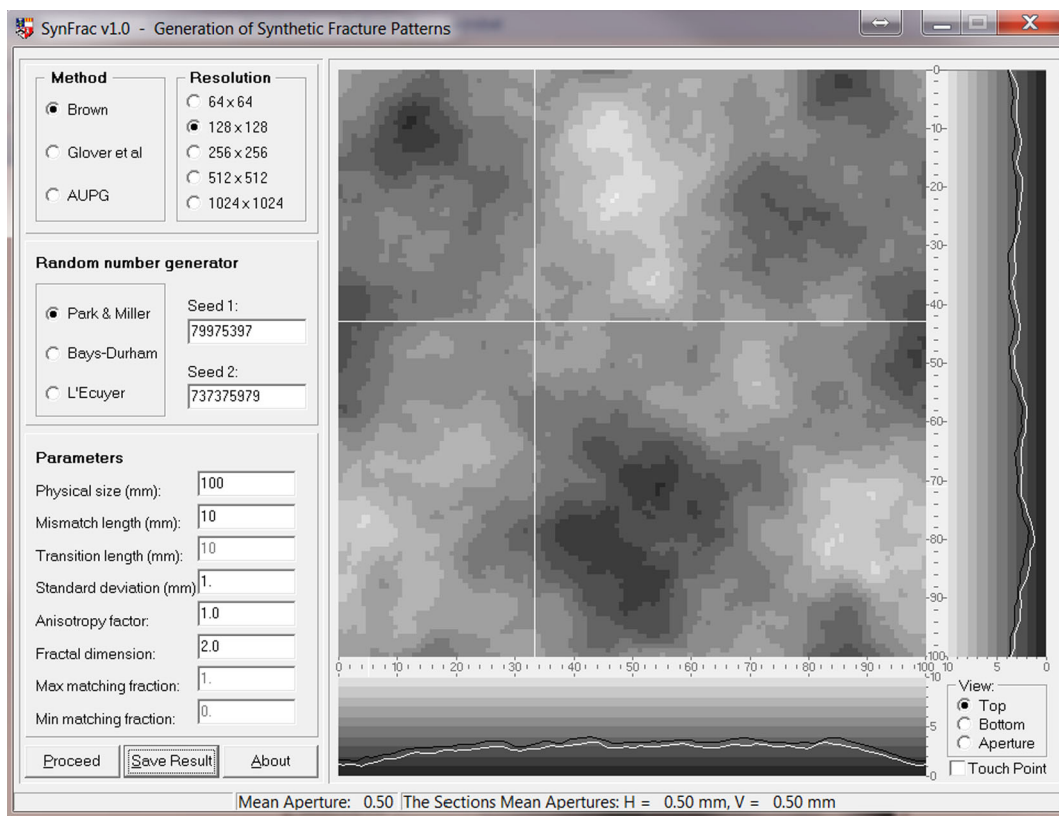 SynFrac v1.0 - Generation of Synthetic Fracture Patterns
Method
Brown
Glover et al
AUPG
Resolution
64 x 64
128 x 128
256 x 256
512 x 512
1024 x 1024
Random number generator
Park & Miller
Bays-Durham
L'Ecuyer
Seed 1:
79975397
Seed 2:
737375979
Parameters
Physical size (mm): 100
Mismatch length (mm): 10
Transition length (mm): 10
Standard deviation (mm) 1.
Anisotropy factor: 1.0
Fractal dimension: 2.0
Max matching fraction: 1.
Min matching fraction: 0.
Proceed Save Result About
0
10
20
30
40
50
60
70
80
90
100
0 10 20 30 40 50 60 70 80 90 100
10 5 0
10
5
0
View:
Top
Bottom
Aperture
Touch Point
Mean Aperture: 0.50 The Sections Mean Apertures: H = 0.50 mm, V = 0.50 mm